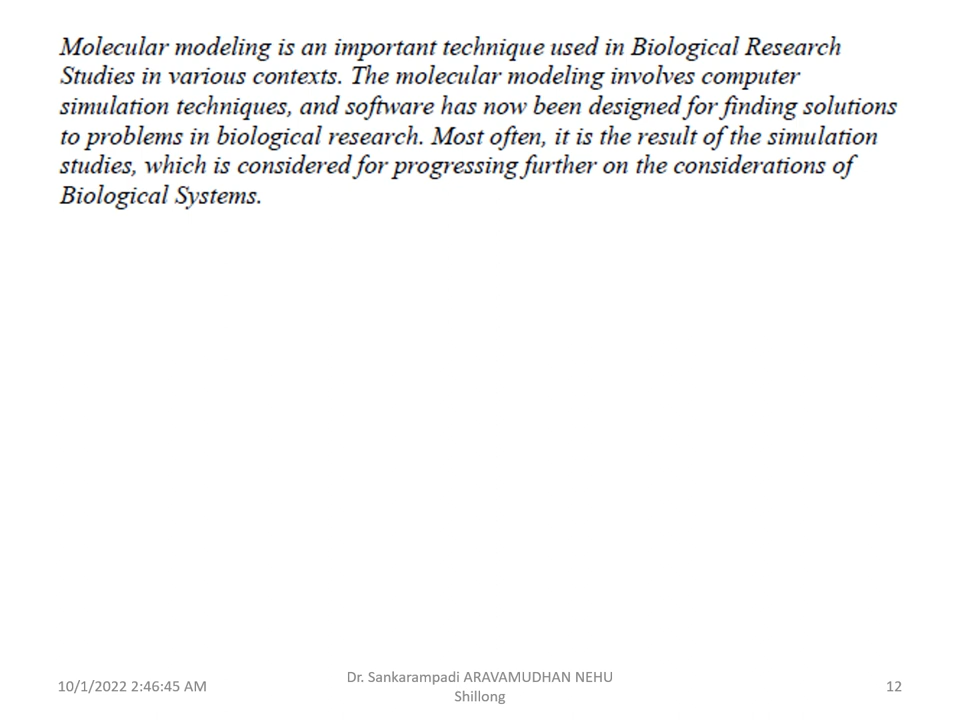 Molecular modeling is an important technique used in Biological Research
Studies in various contexts. The molecular modeling involves computer
simulation techniques, and software has now been designed for finding solutions
to problems in biological research. Most often, it is the result of the simulation
studies, which is considered for progressing further on the considerations of
Biological Systems.
10/1/2022 2:46:45 AM
Dr. Sankarampadi ARAVAMUDHAN NEHU
Shillong
12